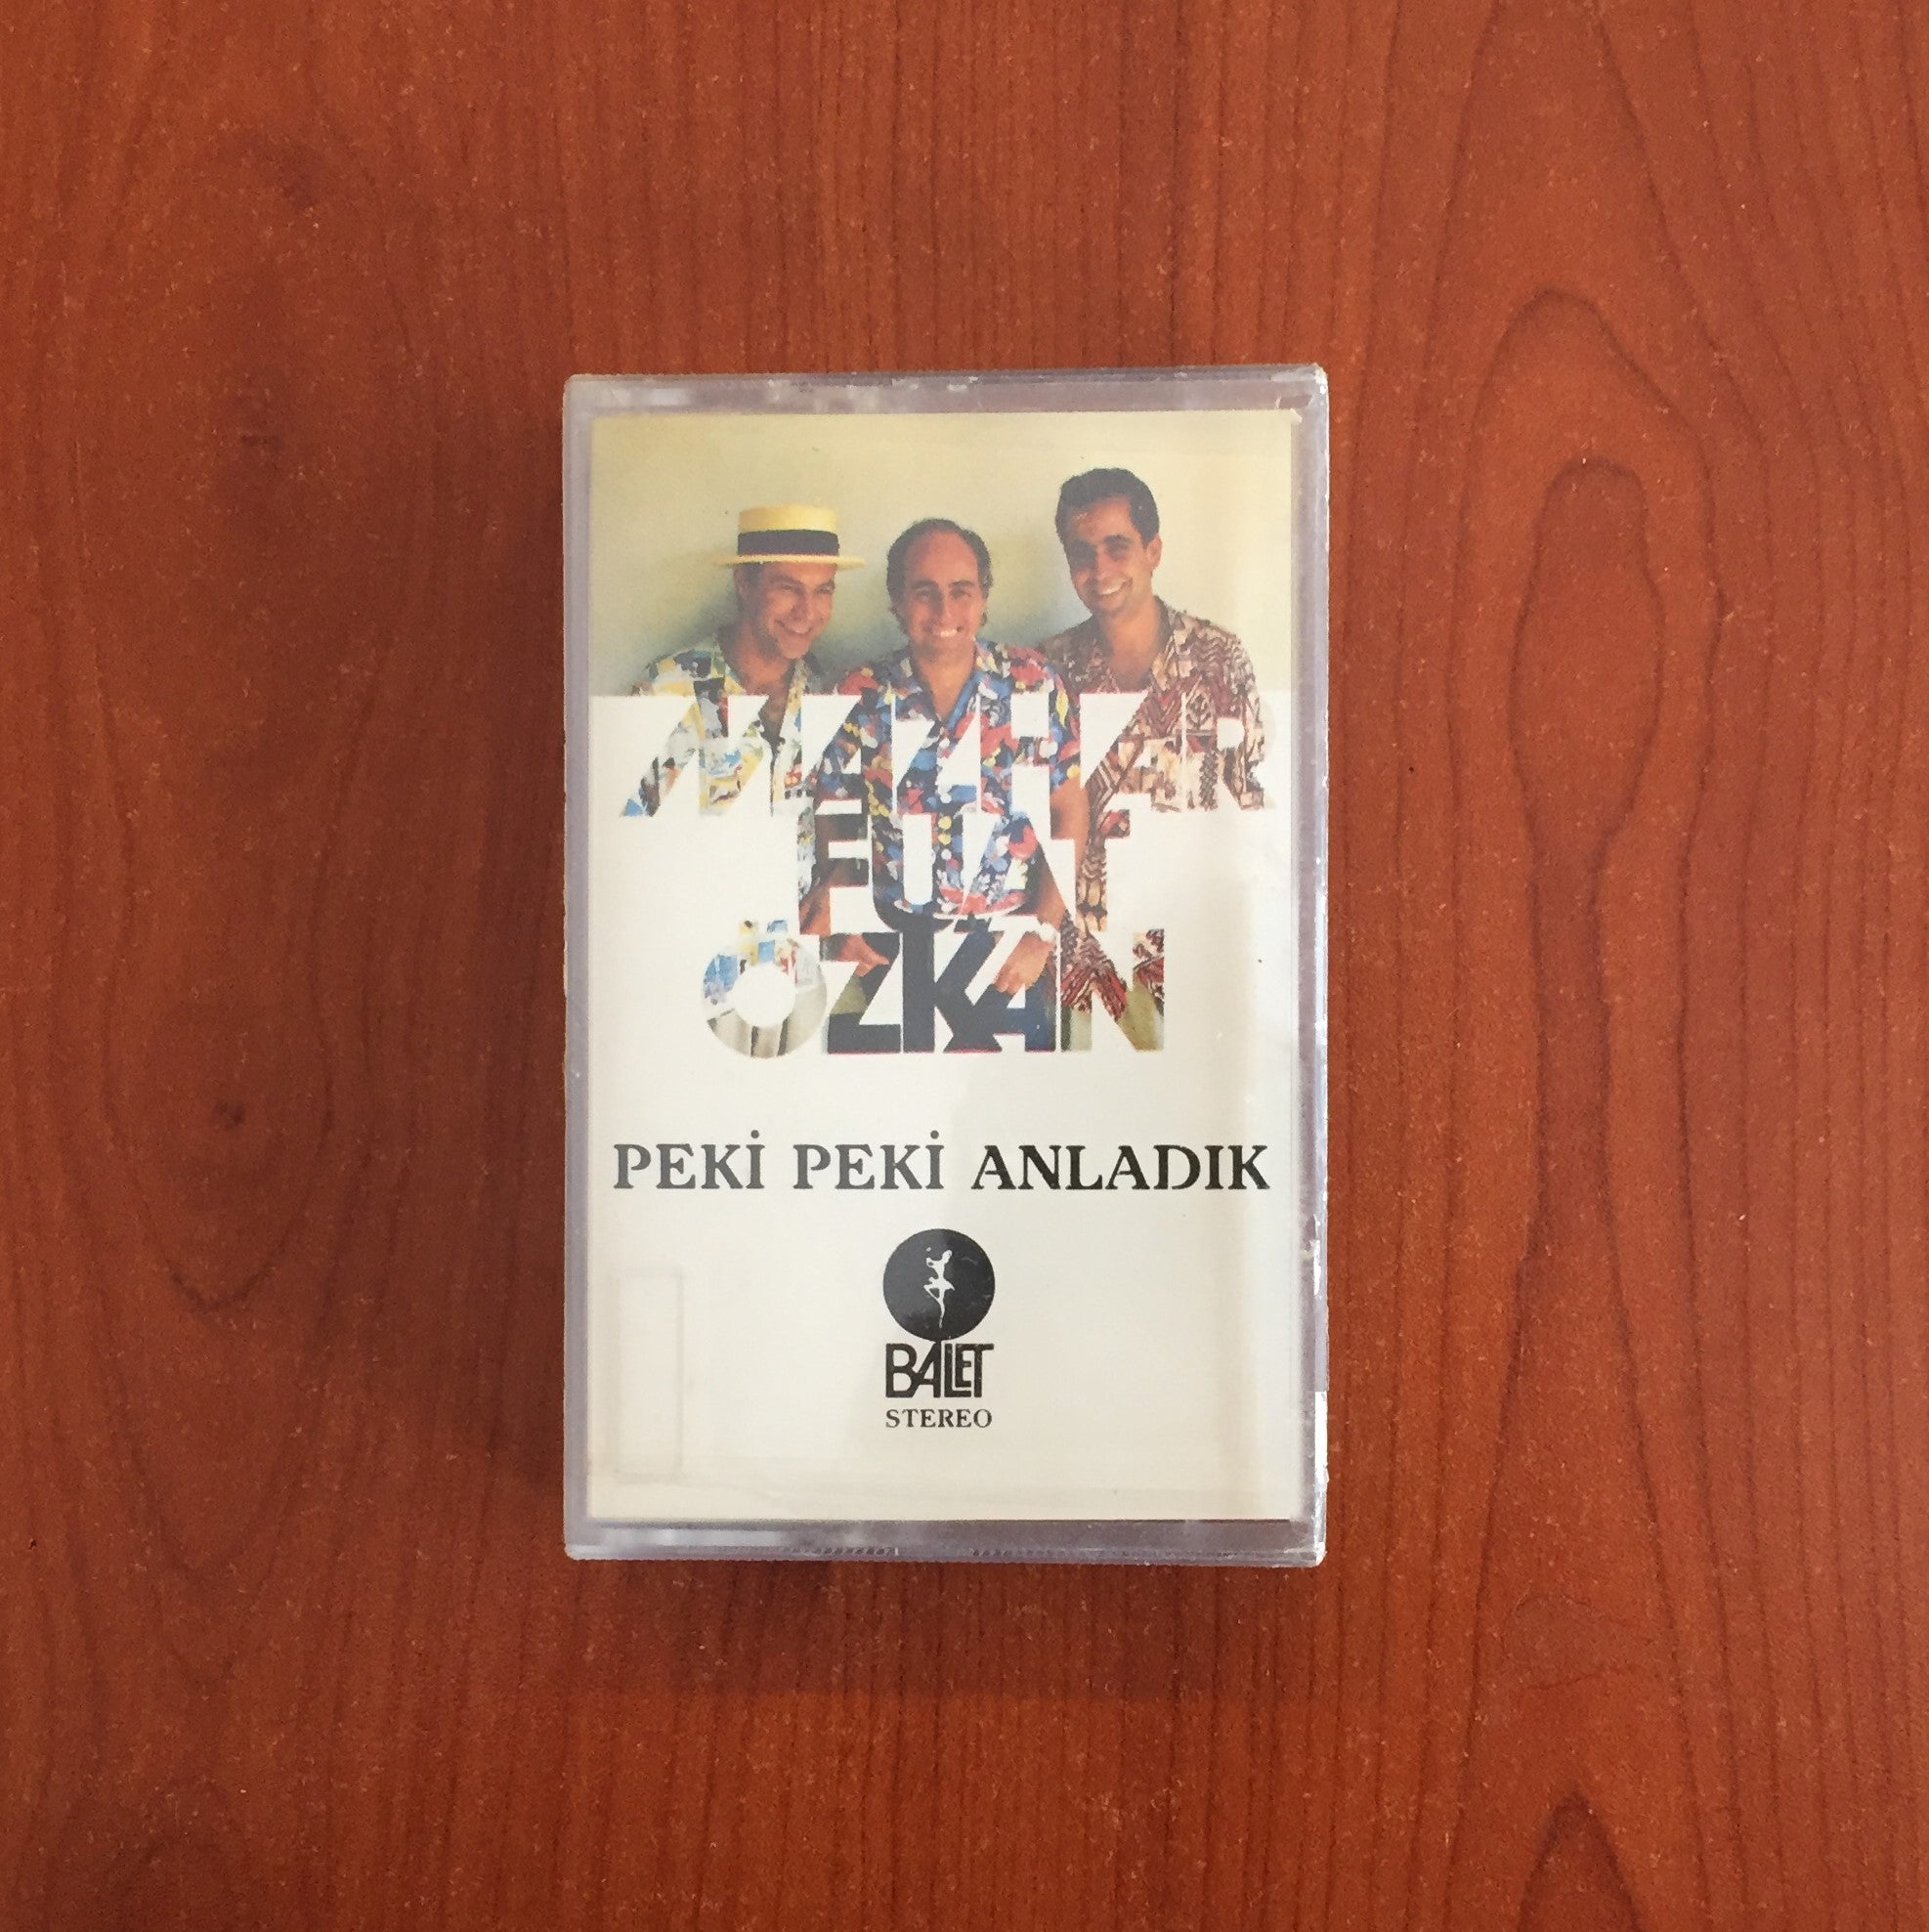 MAZHAR
FUAT
ÖZKAN
PEKİ PEKİ ANLADIK
BALET
STEREO